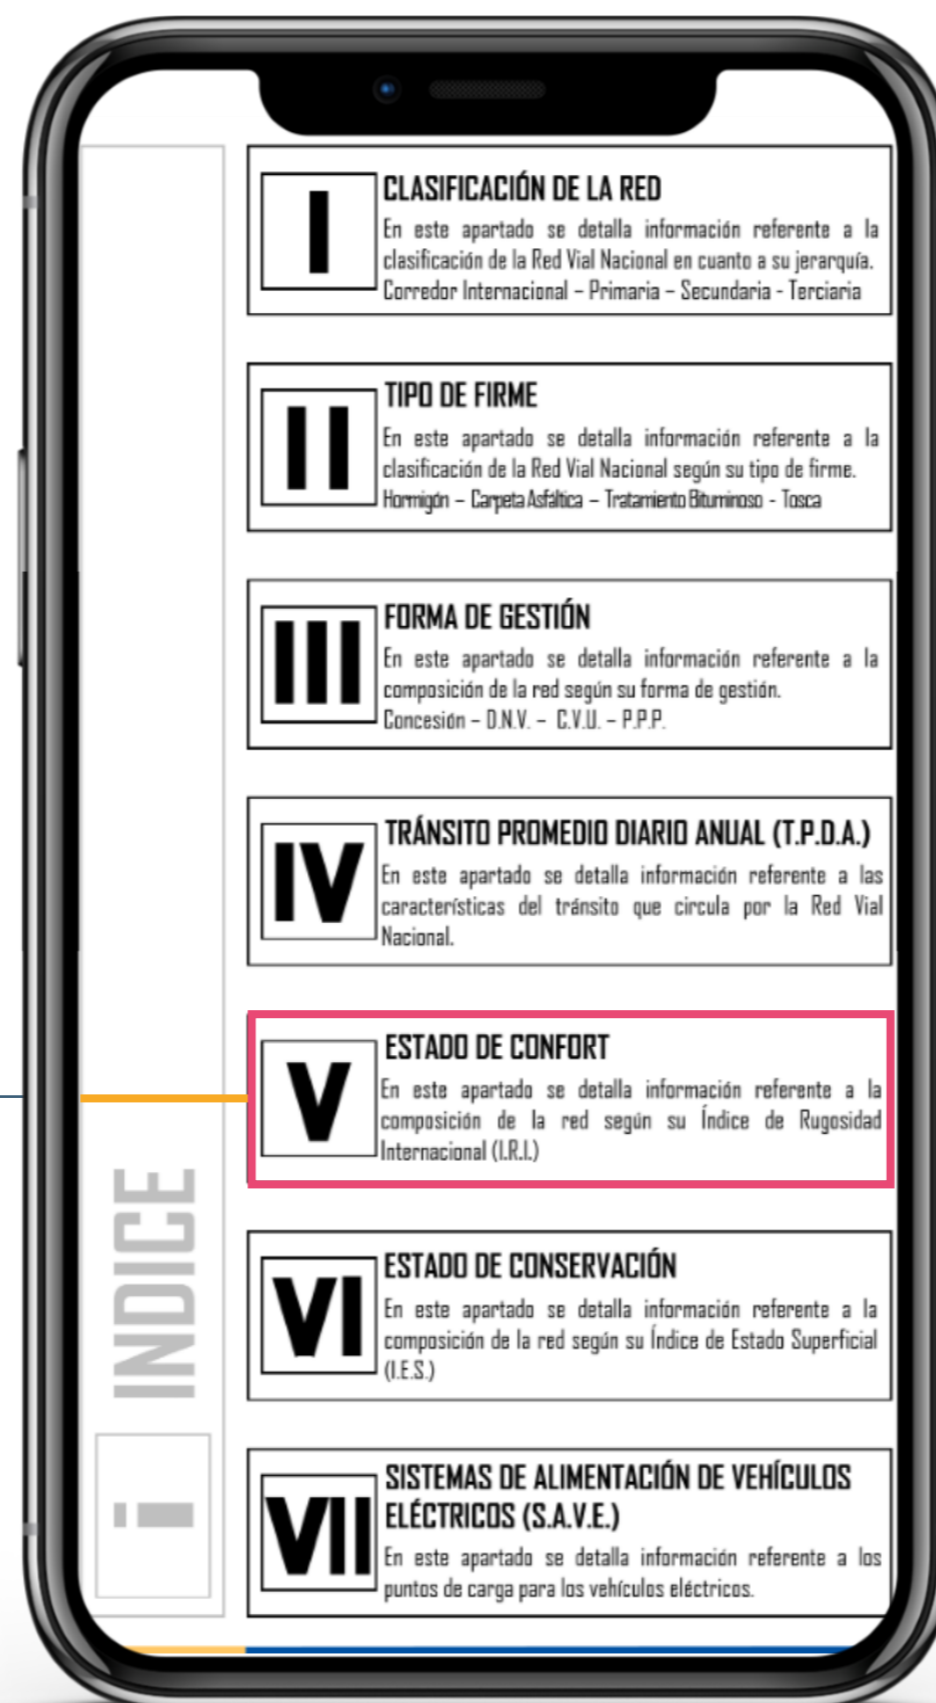 I
CLASIFICACIÓN DE LA RED
En este apartado se detalla información referente a la
clasificación de la Red Vial Nacional en cuanto a su jerarquía.
Corredor Internacional – Primaria – Secundaria - Terciaria
II
TIPO DE FIRME
En este apartado se detalla información referente a la
clasificación de la Red Vial Nacional según su tipo de firme.
Hormigón – Carpeta Asfáltica – Tratamiento Bituminoso - Tosca
III
FORMA DE GESTIÓN
En este apartado se detalla información referente a la
composición de la red según su forma de gestión.
Concesión – D.N.V. – C.V.U. – P.P.P.
IV
TRÁNSITO PROMEDIO DIARIO ANUAL (T.P.D.A.)
En este apartado se detalla información referente a las
características del tránsito que circula por la Red Vial
Nacional.
V
ESTADO DE CONFORT
En este apartado se detalla información referente a la
composición de la red según su Índice de Rugosidad
Internacional (I.R.I.)
VI
ESTADO DE CONSERVACIÓN
En este apartado se detalla información referente a la
composición de la red según su Índice de Estado Superficial
(I.E.S.)
VII
SISTEMAS DE ALIMENTACIÓN DE VEHÍCULOS
ELÉCTRICOS (S.A.V.E.)
En este apartado se detalla información referente a los
puntos de carga para los vehículos eléctricos.
i
INDICE